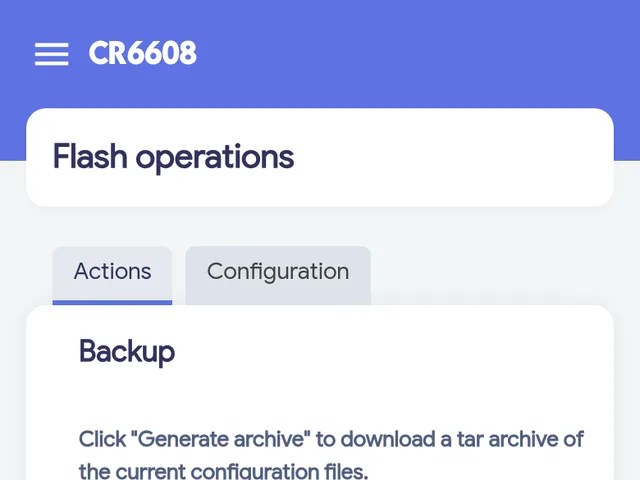 CR6608
Flash operations
Actions
Configuration
Backup
Click "Generate archive" to download a tar archive of
the current configuration files.